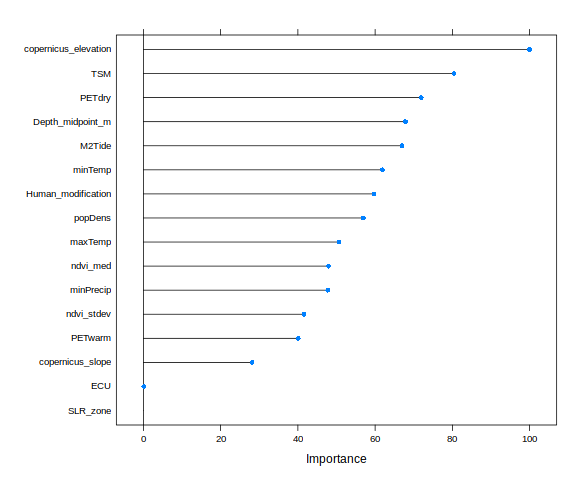 copernicus_elevation
TSM
PETdry
Depth_midpoint_m
M2Tide
minTemp
Human_modification
popDens
maxTemp
ndvi_med
minPrecip
ndvi_stdev
PETwarm
copernicus_slope
ECU
SLR_zone
0 20 40 60 80 100
Importance